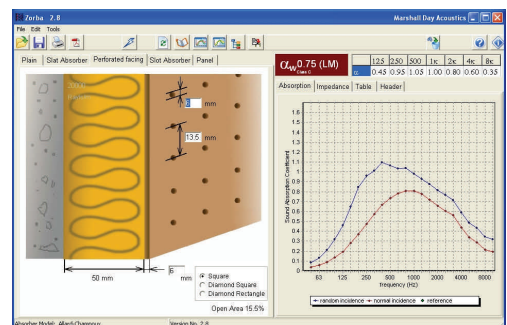 Zorba 2.8 Marshall Day Acoustics
File Edit Tools
Plain Slat Absorber Perforated facing Slot Absorber Panel
αw 0.75 (LM)
Class C
125 250 500 1k 2k 4k 8k
α 0.45 0.95 1.05 1.00 0.80 0.60 0.35
Absorption Impedance Table Header
6 mm
13.5 mm
50 mm
6
mm
Square
Diamond Square
Diamond Rectangle
Open Area 15.5%
Sound Absorption Coefficient
1.6
1.5
1.4
1.3
1.2
1.1
1
0.9
0.8
0.7
0.6
0.5
0.4
0.3
0.2
0.1
0
63 125 250 500 1000 2000 4000 8000
frequency (Hz)
random incidence normal incidence reference
Absorber Model: Allard-Champoux Version No. 2.8